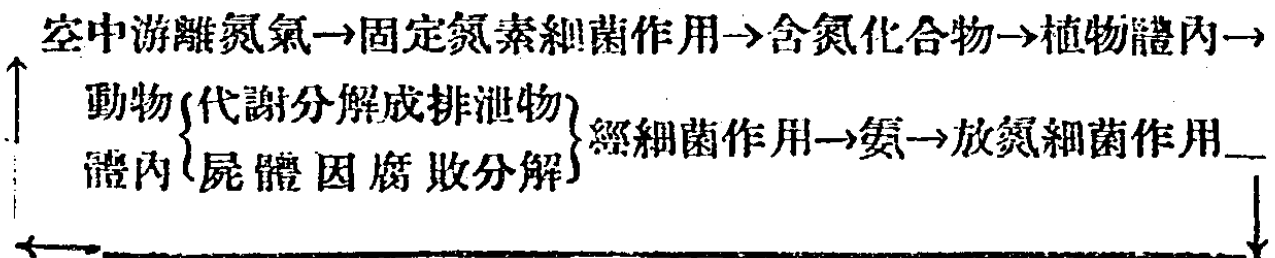 空中游離氮氣→固定氮素細菌作用→含氮化合物→植物體內→
動物{代謝分解成排泄物}
體內{屍體因腐敗分解}經細菌作用→氨→放氮細菌作用